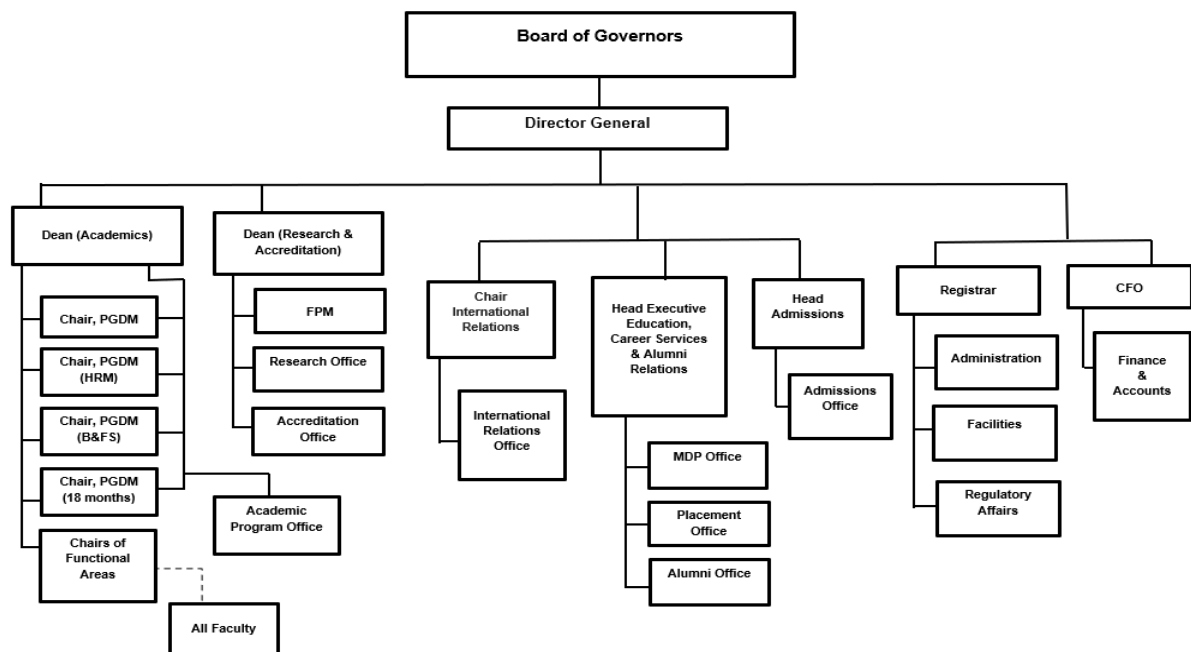 Board of Governors
Director General
Dean (Academics)
Chair, PGDM
Chair, PGDM
(HRM)
Chair, PGDM
(B&FS)
Chair, PGDM
(18 months)
Chairs of
Functional
Areas
All Faculty
Academic
Program Office
Dean (Research &
Accreditation)
FPM
Research Office
Accreditation
Office
Chair
International
Relations
International
Relations
Office
Head Executive
Education,
Career Services
& Alumni
Relations
MDP Office
Placement
Office
Alumni Office
Head
Admissions
Admissions
Office
Registrar
Administration
Facilities
Regulatory
Affairs
CFO
Finance
&
Accounts